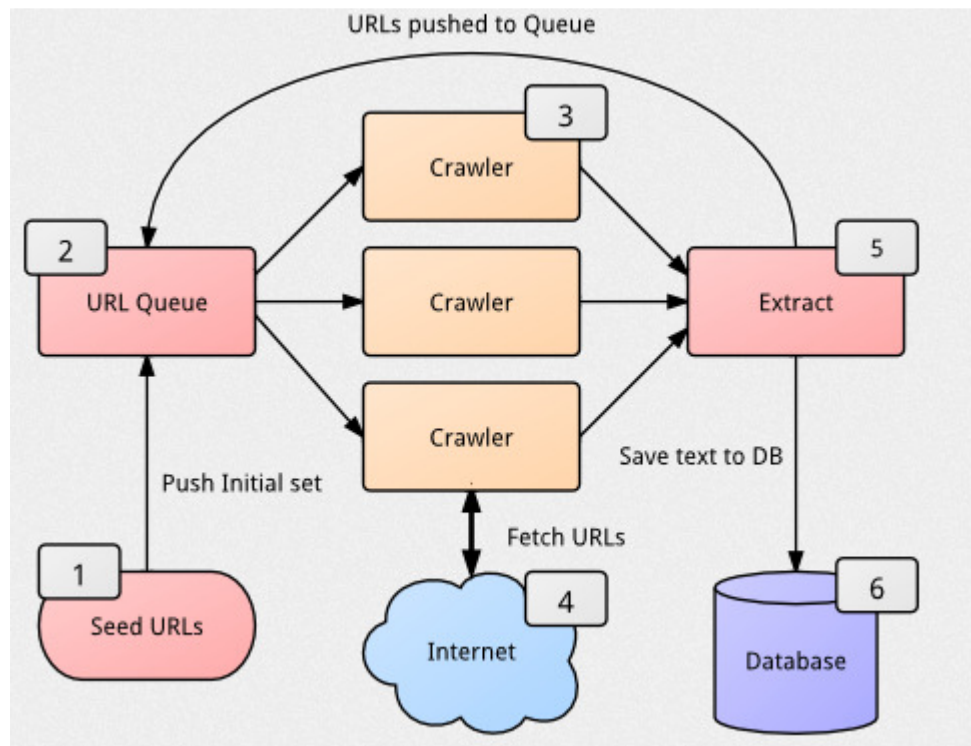 URLs pushed to Queue
3
Crawler
2
URL Queue
Crawler
5
Extract
Crawler
Push Initial set
Save text to DB
Fetch URLs
1
Seed URLs
4
Internet
6
Database